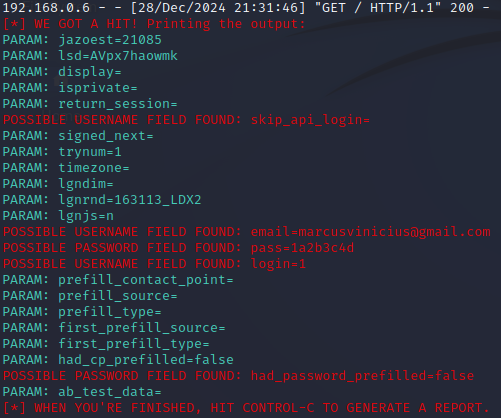 192.168.0.6 - - [28/Dec/2024 21:31:46] "GET / HTTP/1.1" 200 -
[*] WE GOT A HIT! Printing the output:
PARAM: jazoest=21085
PARAM: lsd=AVpx7haowmk
PARAM: display=
PARAM: isprivate=
PARAM: return_session=
POSSIBLE USERNAME FIELD FOUND: skip_api_login=
PARAM: signed_next=
PARAM: trynum=1
PARAM: timezone=
PARAM: lgndim=
PARAM: lgnrnd=163113_LDX2
PARAM: lgnjs=n
POSSIBLE USERNAME FIELD FOUND: email=marcusvinicius@gmail.com
POSSIBLE PASSWORD FIELD FOUND: pass=1a2b3c4d
POSSIBLE USERNAME FIELD FOUND: login=1
PARAM: prefill_contact_point=
PARAM: prefill_source=
PARAM: prefill_type=
PARAM: first_prefill_source=
PARAM: first_prefill_type=
PARAM: had_cp_prefilled=false
POSSIBLE PASSWORD FIELD FOUND: had_password_prefilled=false
PARAM: ab_test_data=
[*] WHEN YOU'RE FINISHED, HIT CONTROL-C TO GENERATE A REPORT.